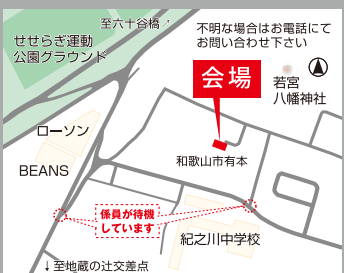 至六十谷橋
不明な場合はお電話にて
お問い合わせ下さい
せせらぎ運動
公園グラウンド
会場
若宮
八幡神社
ローソン
和歌山市有本
BEANS
係員が待機
しています
紀之川中学校
↓至地蔵の辻交差点